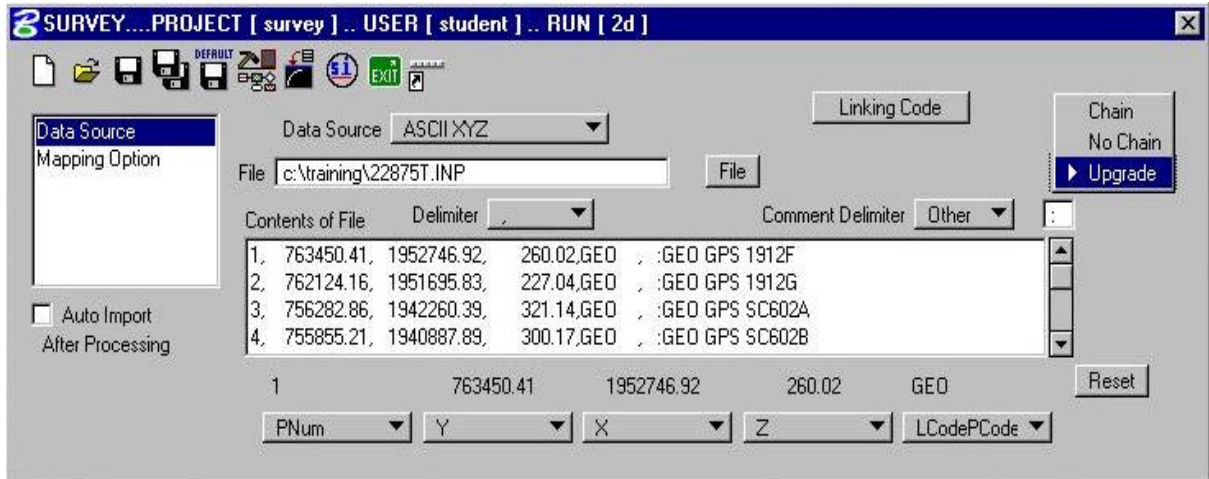 SURVEY....PROJECT [ survey ] .. USER [ student ] .. RUN [ 2d ]
DEFAULT
Si
EXIT
Linking Code
Chain
No Chain
Upgrade
Data Source
Mapping Option
Data Source ASCII XYZ
File c:\training\22875T.INP File
Contents of File Delimiter , Comment Delimiter Other :
1, 763450.41, 1952746.92, 260.02,GEO , :GEO GPS 1912F
2, 762124.16, 1951695.83, 227.04,GEO , :GEO GPS 1912G
3, 756282.86, 1942260.39, 321.14,GEO , :GEO GPS SC602A
4, 755855.21, 1940887.89, 300.17,GEO , :GEO GPS SC602B
Auto Import
After Processing
1 763450.41 1952746.92 260.02 GEO Reset
PNum Y X Z LCodePCode